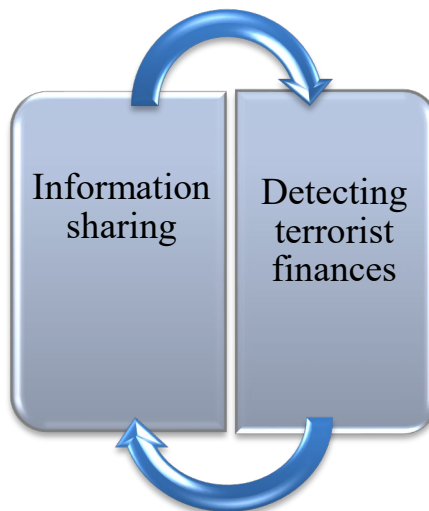 Information
sharing
Detecting
terrorist
finances